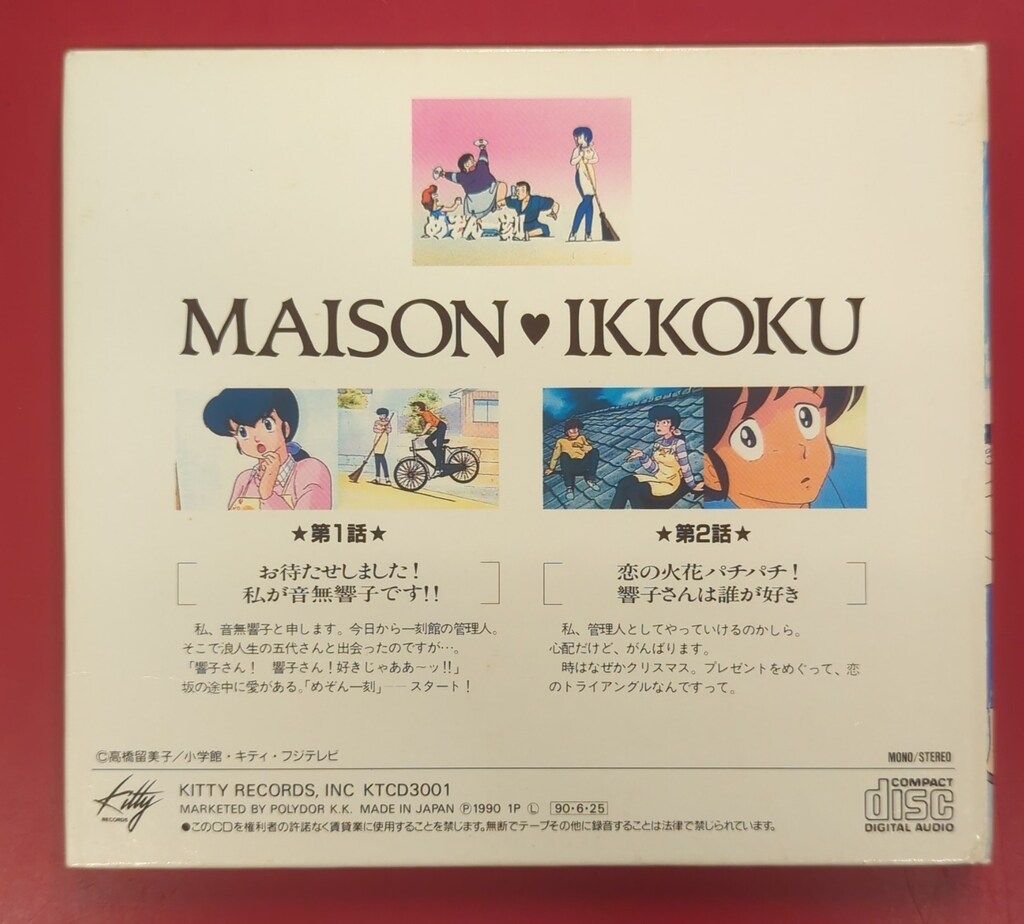 めぞん一刻
MAISON♥IKKOKU
★第1話★
お待たせしました!
私が音無響子です!!
私、音無響子と申します。今日から一刻館の管理人。
そこで浪人生の五代さんと出会ったのですが…。
「響子さん! 響子さん!好きじゃああ〜ッ!!」
坂の途中に愛がある。「めぞん一刻」── スタート!
★第2話★
恋の火花パチパチ!
響子さんは誰が好き
私、管理人としてやっていけるのかしら。
心配だけど、がんばります。
時はなぜかクリスマス。プレゼントをめぐって、恋
のトライアングルなんですって。
©高橋留美子/小学館・キティ・フジテレビ
MONO/STEREO
Kitty
RECORDS
KITTY RECORDS, INC KTCD3001
MARKETED BY POLYDOR K.K. MADE IN JAPAN Ⓟ1990 1P Ⓛ 90・6・25
●このCDを権利者の許諾なく賃貸業に使用することを禁じます。無断でテープその他に録音することは法律で禁じられています。
COMPACT
disc
DIGITAL AUDIO